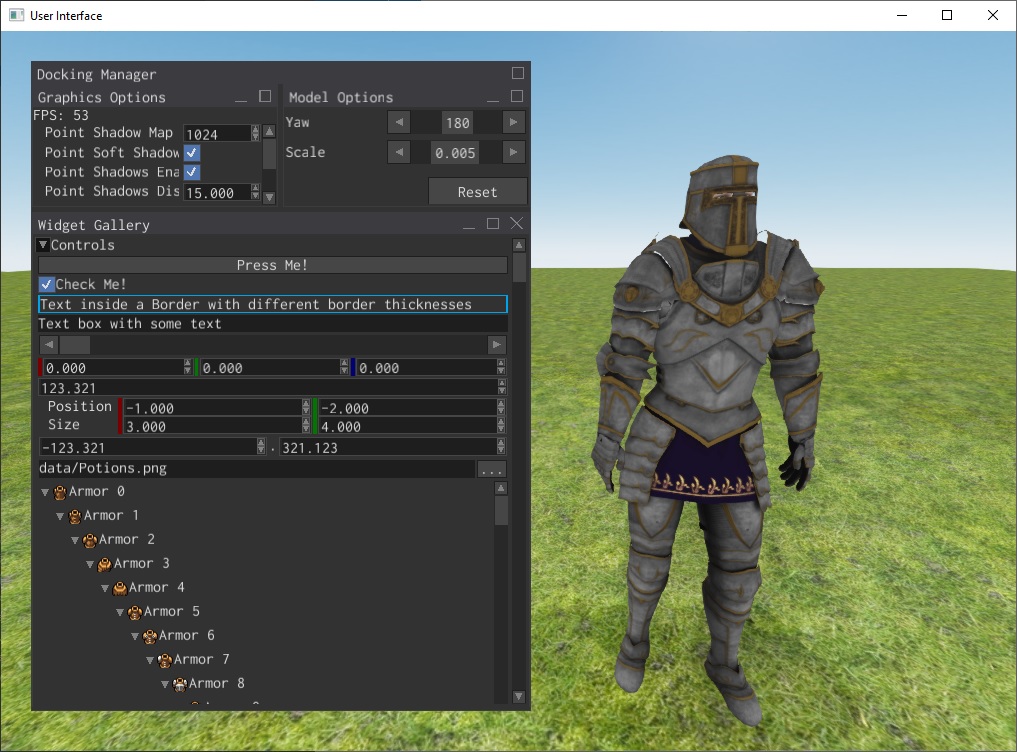 User Interface
Docking Manager
Graphics Options
FPS: 53
Point Shadow Map 1024
Point Soft Shadow
Point Shadows Ena
Point Shadows Dis 15.000
Model Options
Yaw 180
Scale 0.005
Reset
Widget Gallery
Controls
Press Me!
Check Me!
Text inside a Border with different border thicknesses
Text box with some text
0.000 0.000 0.000
123.321
Position -1.000 -2.000
Size 3.000 4.000
-123.321 . 321.123
data/Potions.png ...
Armor 0
Armor 1
Armor 2
Armor 3
Armor 4
Armor 5
Armor 6
Armor 7
Armor 8